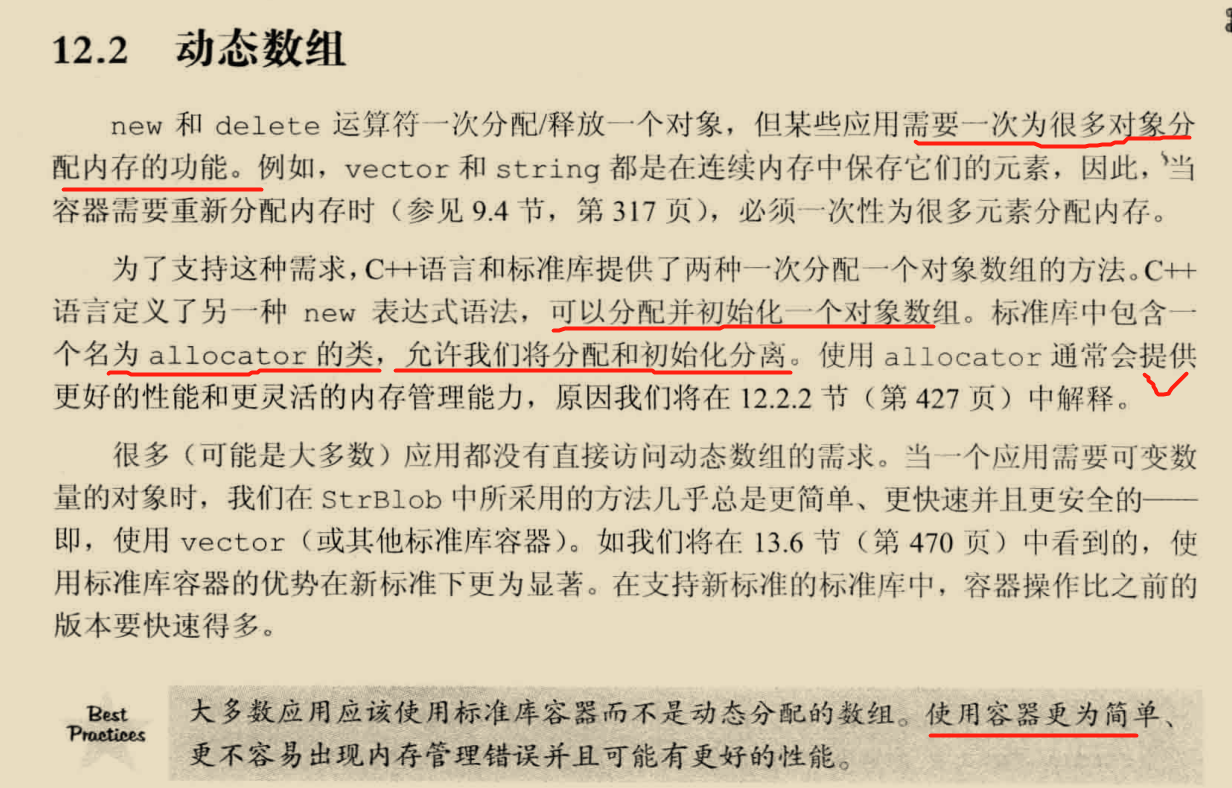 12.2 动态数组
new 和 delete 运算符一次分配/释放一个对象，但某些应用需要一次为很多对象分
配内存的功能。例如，vector 和 string 都是在连续内存中保存它们的元素，因此，当
容器需要重新分配内存时（参见 9.4 节，第 317 页），必须一次性为很多元素分配内存。
为了支持这种需求，C++语言和标准库提供了两种一次分配一个对象数组的方法。C++
语言定义了另一种 new 表达式语法，可以分配并初始化一个对象数组。标准库中包含一
个名为 allocator 的类，允许我们将分配和初始化分离。使用 allocator 通常会提供
更好的性能和更灵活的内存管理能力，原因我们将在 12.2.2 节（第 427 页）中解释。
很多（可能是大多数）应用都没有直接访问动态数组的需求。当一个应用需要可变数
量的对象时，我们在 StrBlob 中所采用的方法几乎总是更简单、更快速并且更安全的——
即，使用 vector（或其他标准库容器）。如我们将在 13.6 节（第 470 页）中看到的，使
用标准库容器的优势在新标准下更为显著。在支持新标准的标准库中，容器操作比之前的
版本要快速得多。
Best
Practices
大多数应用应该使用标准库容器而不是动态分配的数组。使用容器更为简单、
更不容易出现内存管理错误并且可能有更好的性能。